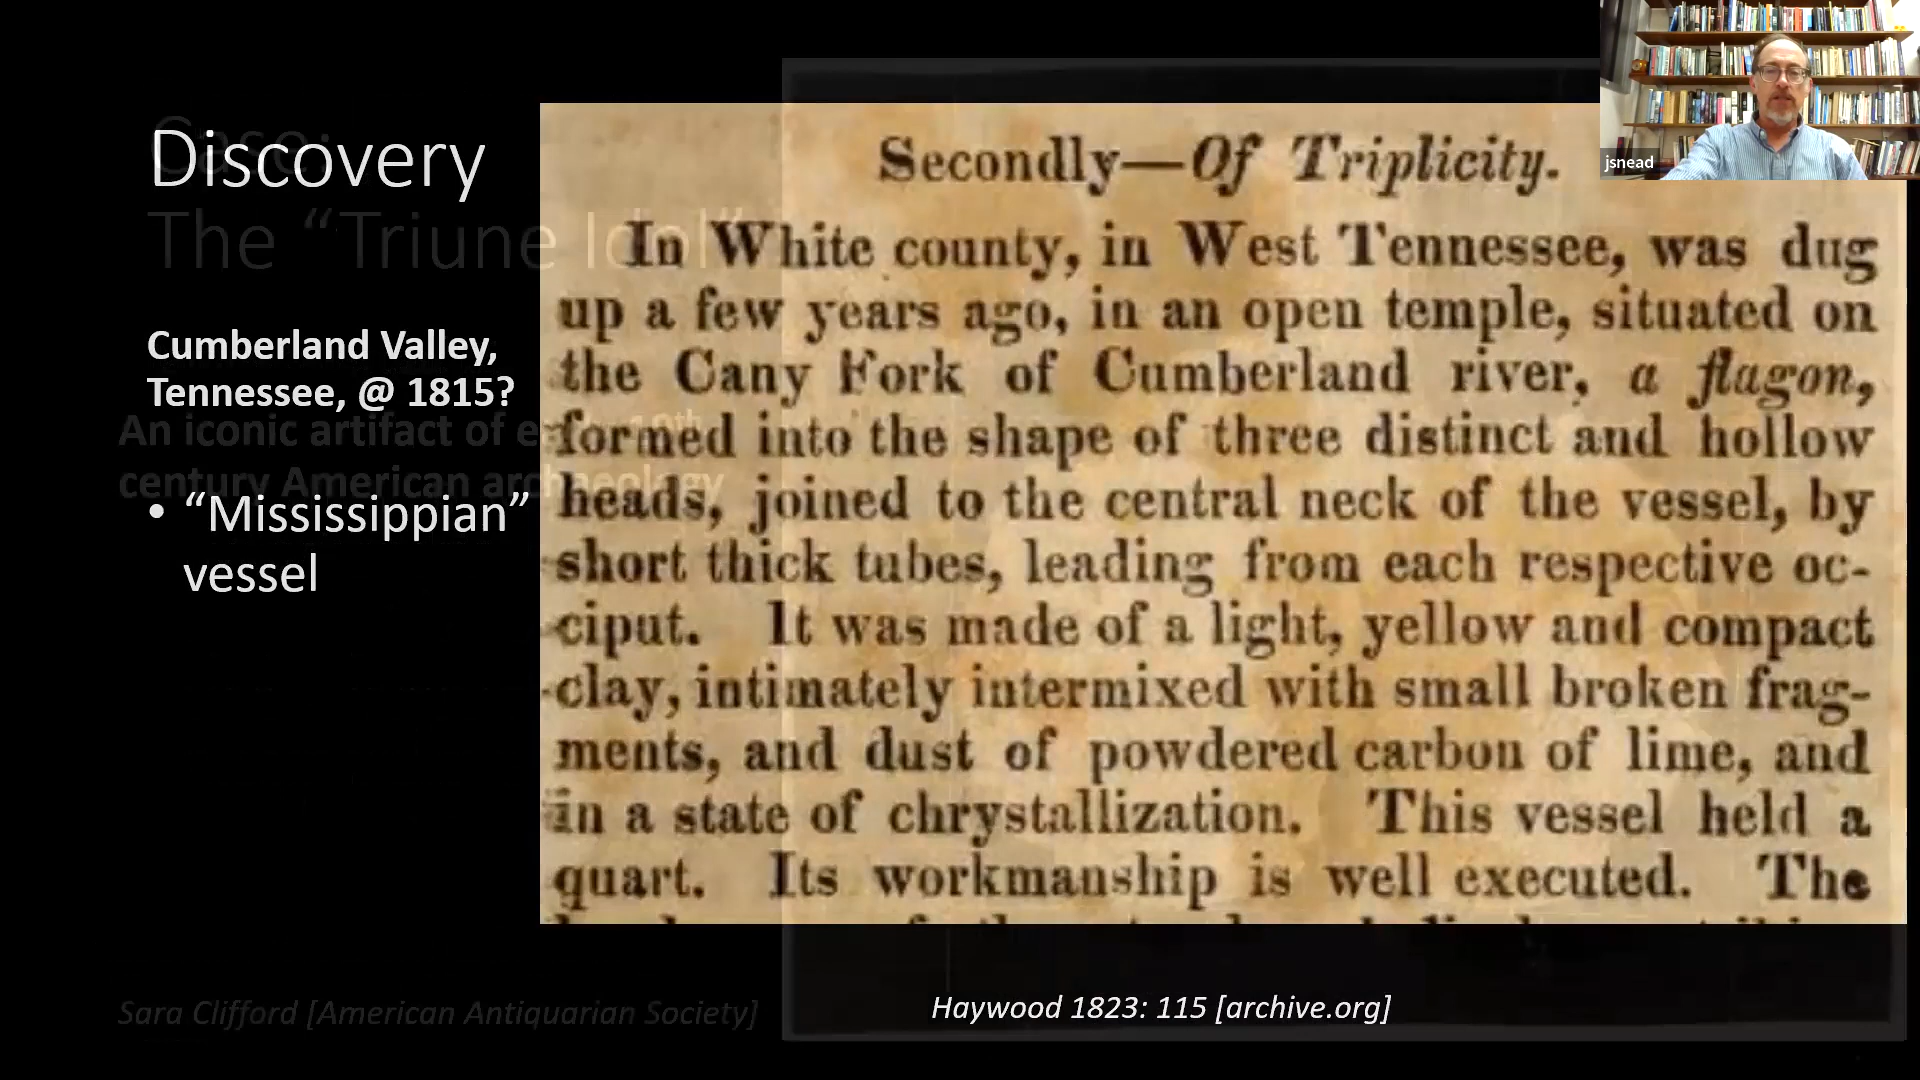 jsnead
Discovery
Case:
The “Triune Idol”
Cumberland Valley,
Tennessee, @ 1815?
An iconic artifact of early 19th
century American archaeology
• “Mississippian”
vessel
Secondly—Of Triplicity.
In White county, in West Tennessee, was dug
up a few years ago, in an open temple, situated on
the Cany Fork of Cumberland river, a flagon,
formed into the shape of three distinct and hollow
heads, joined to the central neck of the vessel, by
short thick tubes, leading from each respective oc-
ciput. It was made of a light, yellow and compact
clay, intimately intermixed with small broken frag-
ments, and dust of powdered carbon of lime, and
in a state of chrystallization. This vessel held a
quart. Its workmanship is well executed. The
Sara Clifford [American Antiquarian Society]
Haywood 1823: 115 [archive.org]